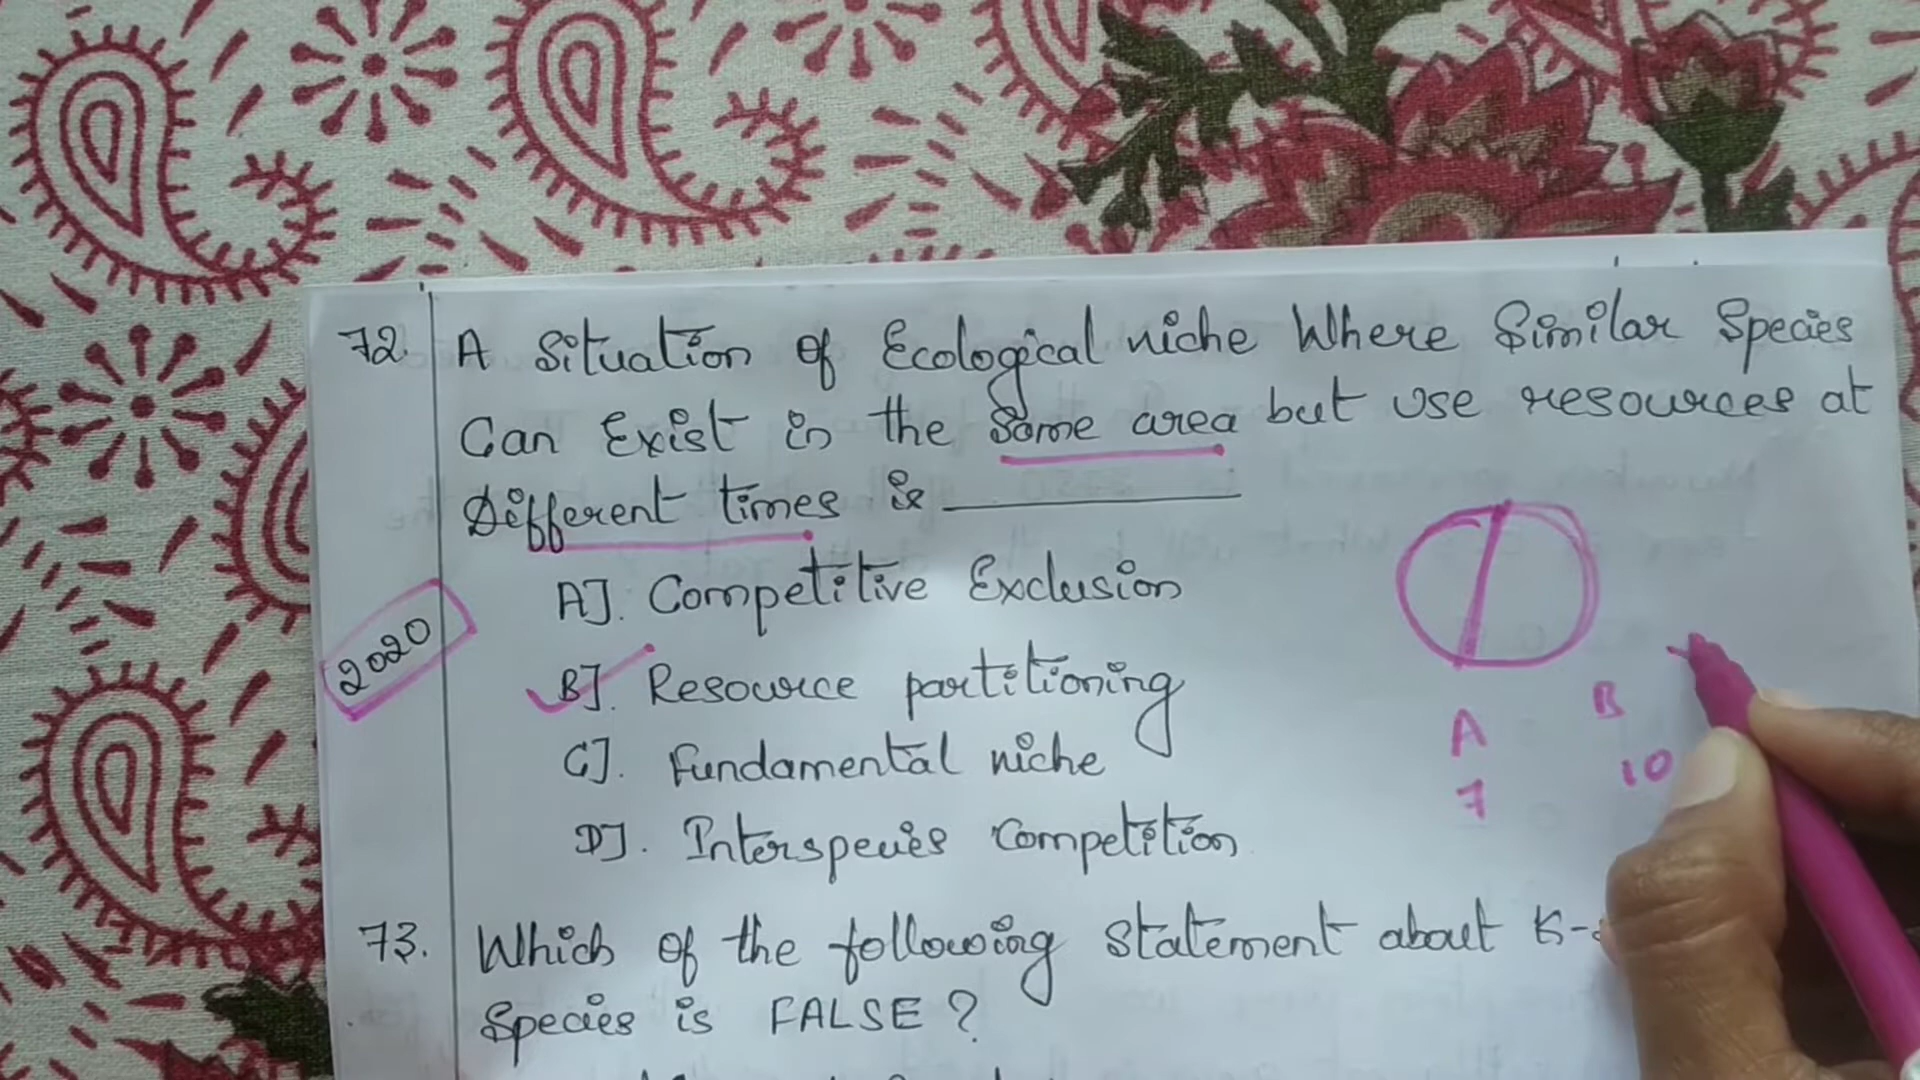 72. A Situation of Ecological niche Where Similar Species
Can Exist in the Same area but use resources at
Different times is
2020
A]. Competitive Exclusion
B]. Resource partitioning
C]. Fundamental niche
D]. Interspecies Competition
A B
7 10
73. Which of the following Statement about K-
Species is FALSE ?